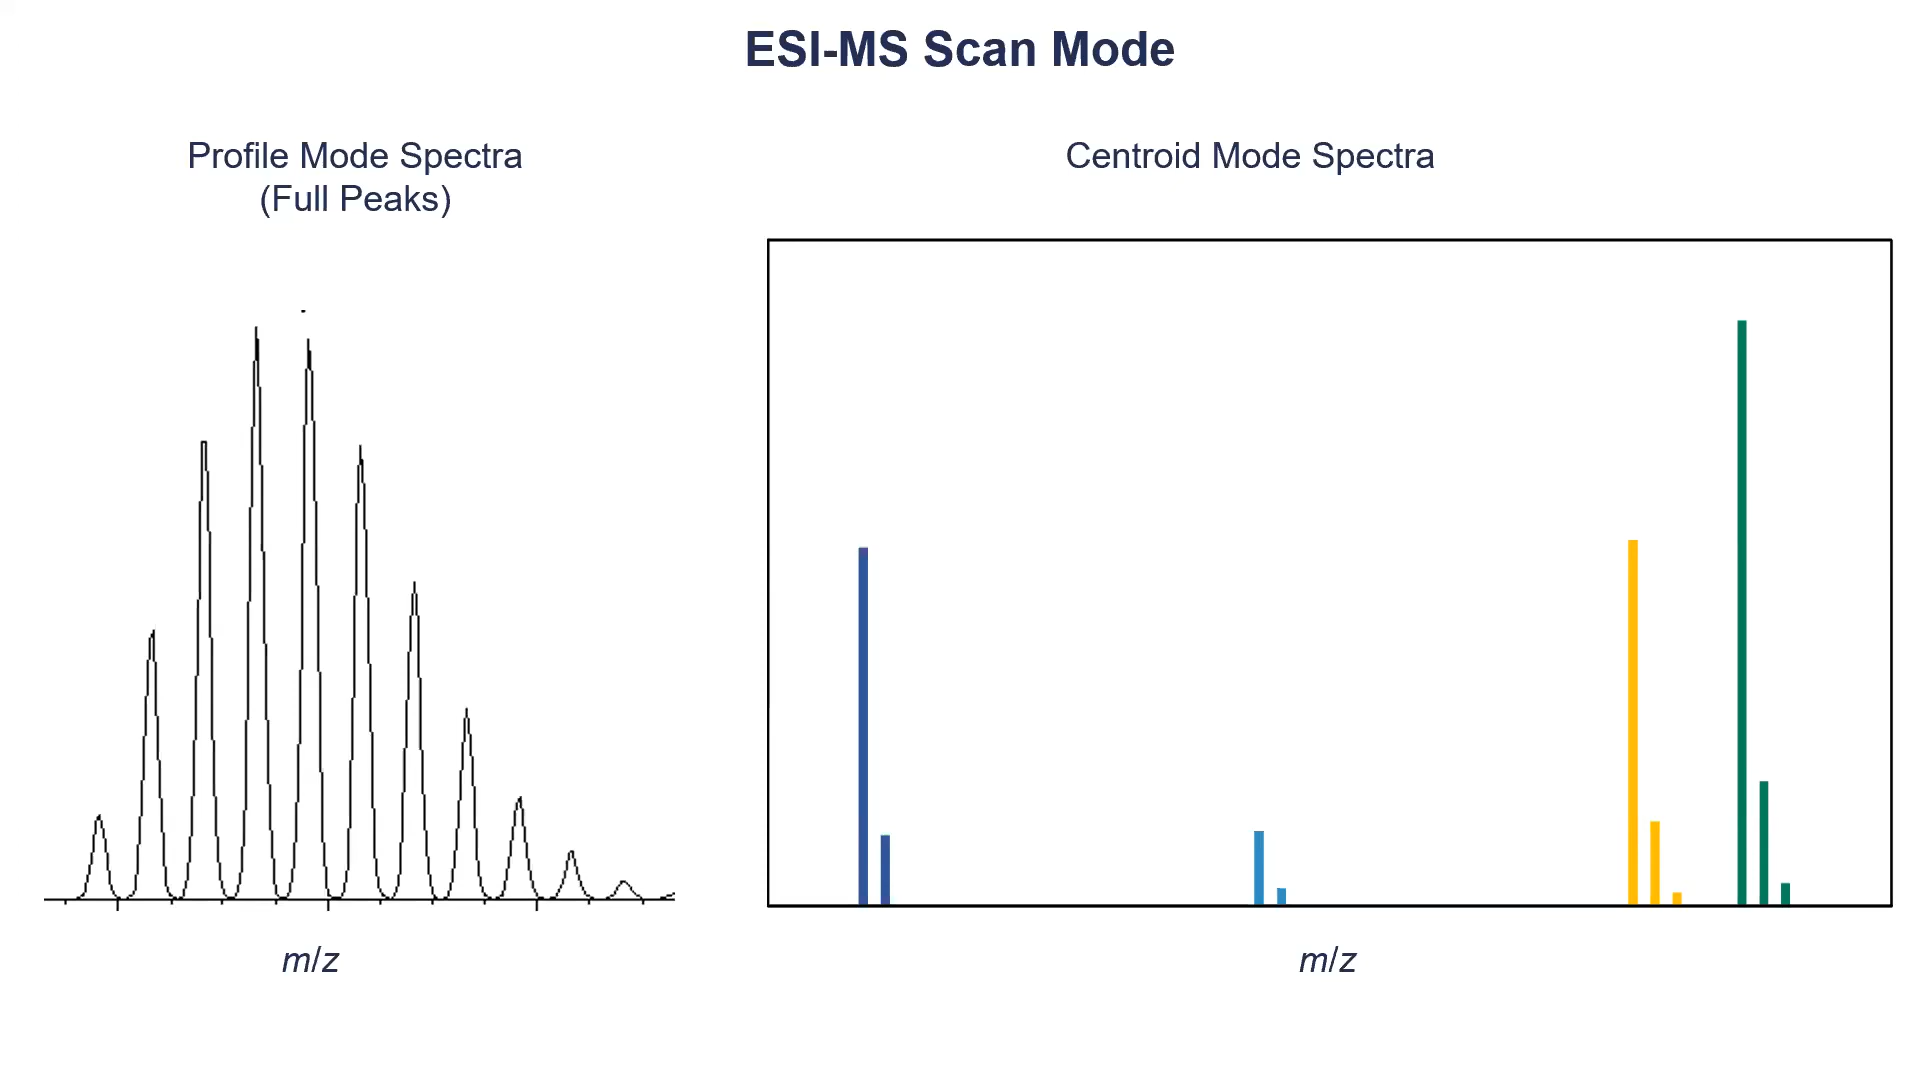 ESI-MS Scan Mode
Profile Mode Spectra
(Full Peaks)
Centroid Mode Spectra
m/z
m/z